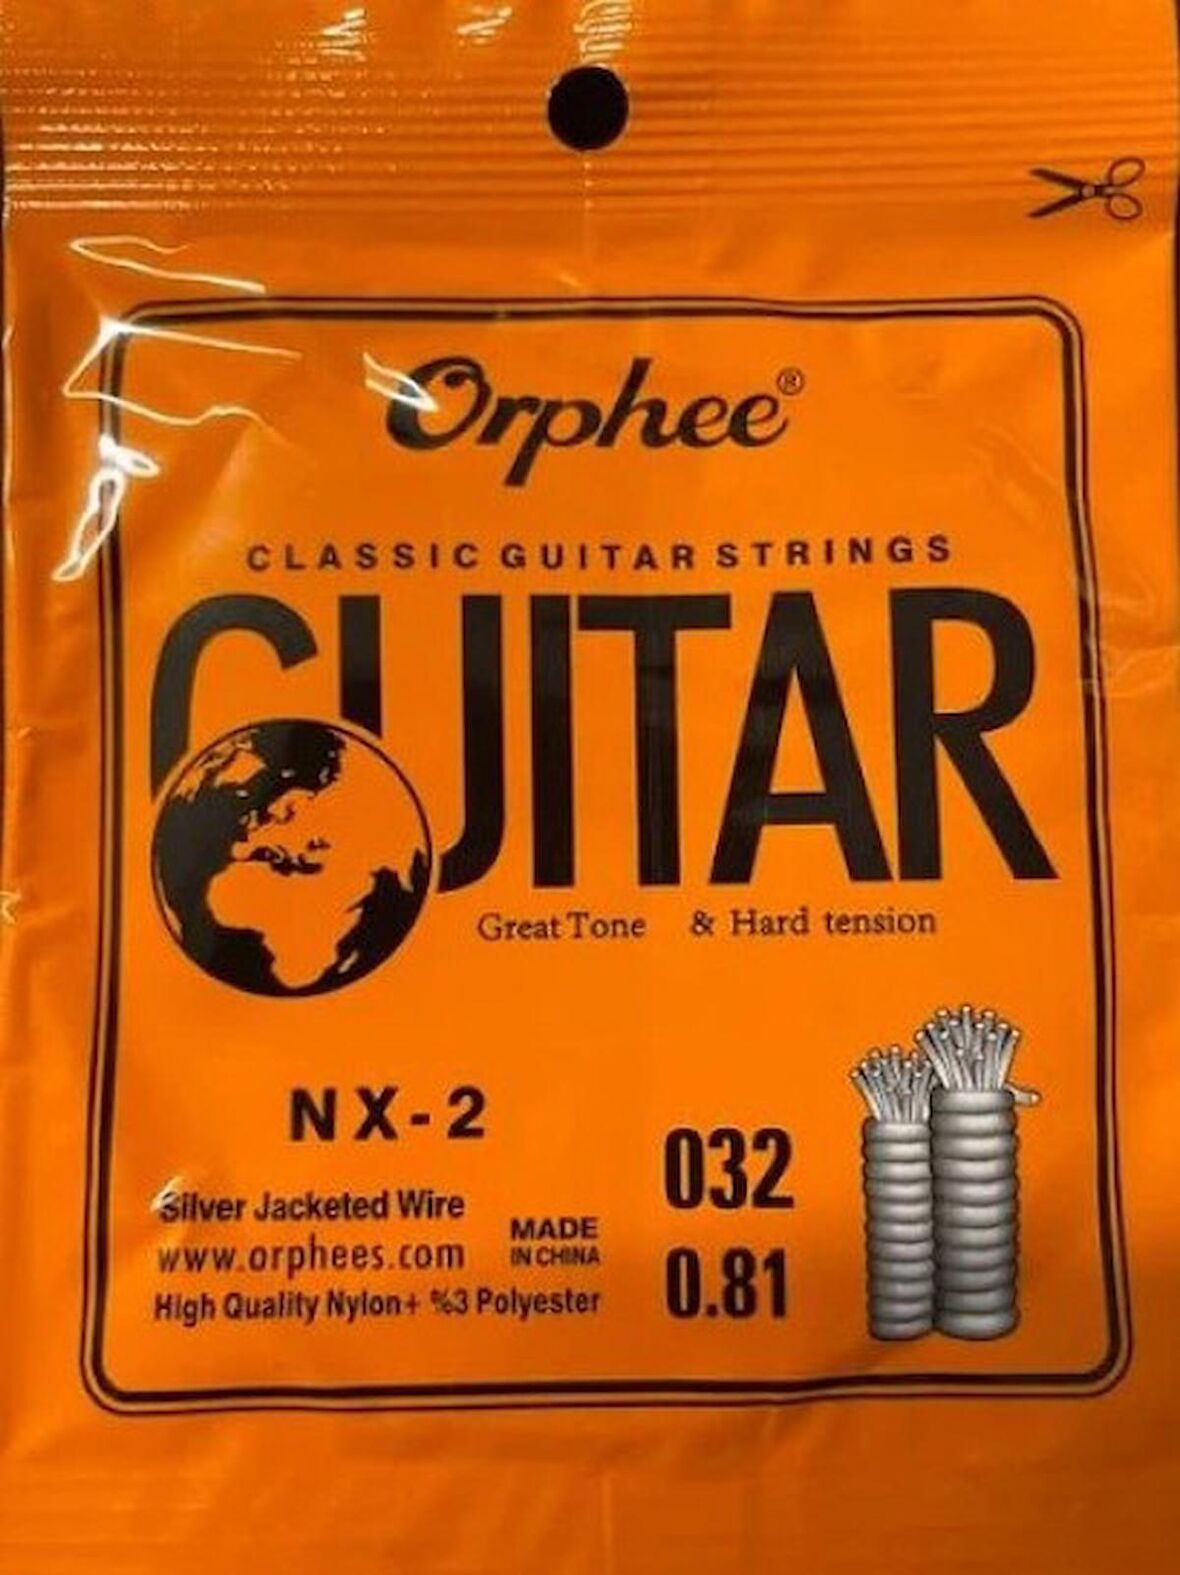 Orphee®
CLASSIC GUITAR STRINGS
GUITAR
Great Tone & Hard tension
NX-2
032
Silver Jacketed Wire
MADE
www.orphees.com
IN CHINA
0.81
High Quality Nylon+ %3 Polyester